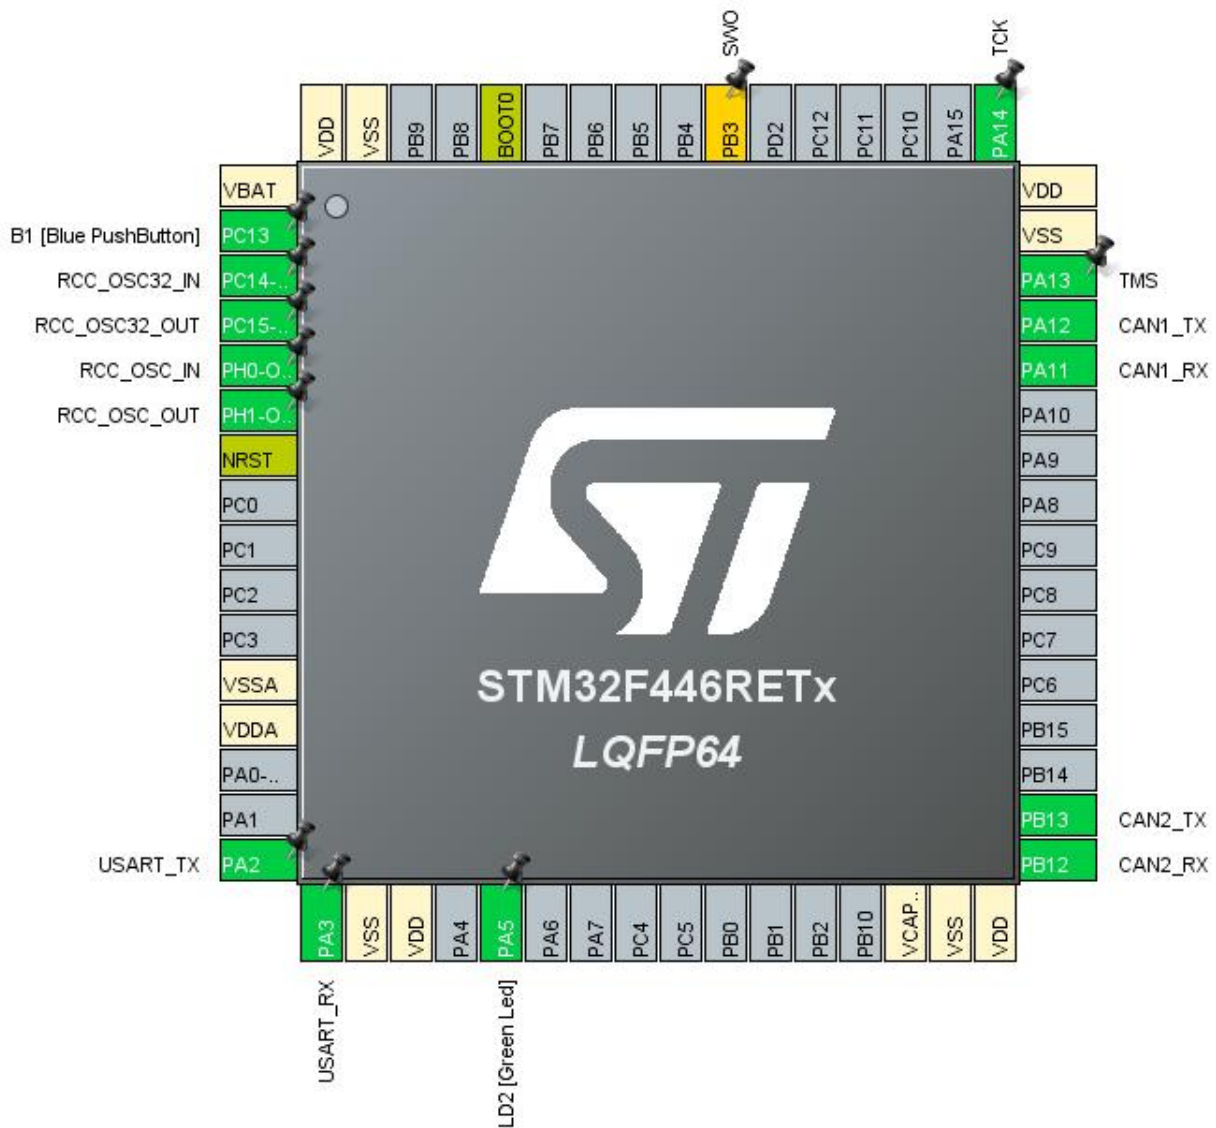 SWO
TCK
VDD
VSS
PB9
PB8
BOOT0
PB7
PB6
PB5
PB4
PB3
PD2
PC12
PC11
PC10
PA15
PA14
VBAT
B1 [Blue PushButton] PC13
RCC_OSC32_IN PC14-..
RCC_OSC32_OUT PC15-..
RCC_OSC_IN PH0-O..
RCC_OSC_OUT PH1-O..
NRST
PC0
PC1
PC2
PC3
VSSA
VDDA
PA0-..
PA1
USART_TX PA2
ST
STM32F446RETx
LQFP64
VDD
VSS
PA13 TMS
PA12 CAN1_TX
PA11 CAN1_RX
PA10
PA9
PA8
PC9
PC8
PC7
PC6
PB15
PB14
PB13 CAN2_TX
PB12 CAN2_RX
PA3
VSS
VDD
PA4
PA5
PA6
PA7
PC4
PC5
PB0
PB1
PB2
PB10
VCAP..
VSS
VDD
USART_RX
LD2 [Green Led]